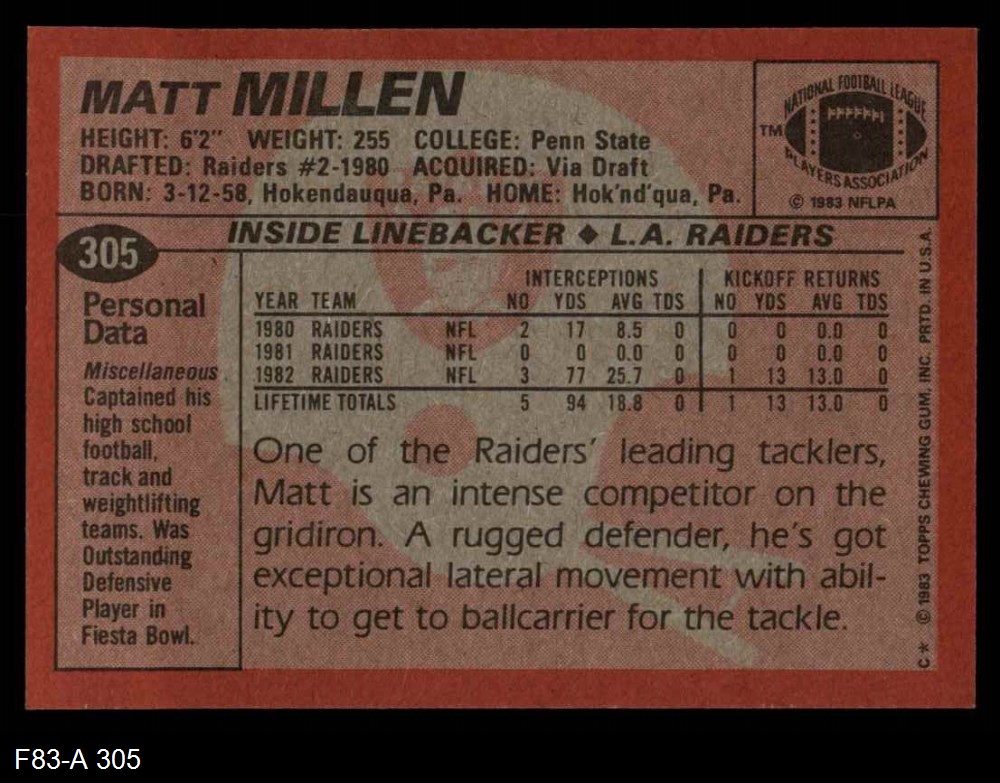 MATT MILLEN
HEIGHT: 6'2" WEIGHT: 255 COLLEGE: Penn State
DRAFTED: Raiders #2-1980 ACQUIRED: Via Draft
BORN: 3-12-58, Hokendauqua, Pa. HOME: Hok'nd'qua, Pa.
NATIONAL FOOTBALL LEAGUE
TM
PLAYERS ASSOCIATION
© 1983 NFLPA
305
INSIDE LINEBACKER ◆ L.A. RAIDERS
Personal
Data
Miscellaneous
Captained his
high school
football,
track and
weightlifting
teams. Was
Outstanding
Defensive
Player in
Fiesta Bowl.
INTERCEPTIONS KICKOFF RETURNS
YEAR TEAM NO YDS AVG TDS NO YDS AVG TDS
1980 RAIDERS NFL 2 17 8.5 0 0 0 0.0 0
1981 RAIDERS NFL 0 0 0.0 0 0 0 0.0 0
1982 RAIDERS NFL 3 77 25.7 0 1 13 13.0 0
LIFETIME TOTALS 5 94 18.8 0 1 13 13.0 0
One of the Raiders' leading tacklers,
Matt is an intense competitor on the
gridiron. A rugged defender, he's got
exceptional lateral movement with abil-
ity to get to ballcarrier for the tackle.
C* © 1983 TOPPS CHEWING GUM, INC. PRTD. IN U.S.A.
F83-A 305